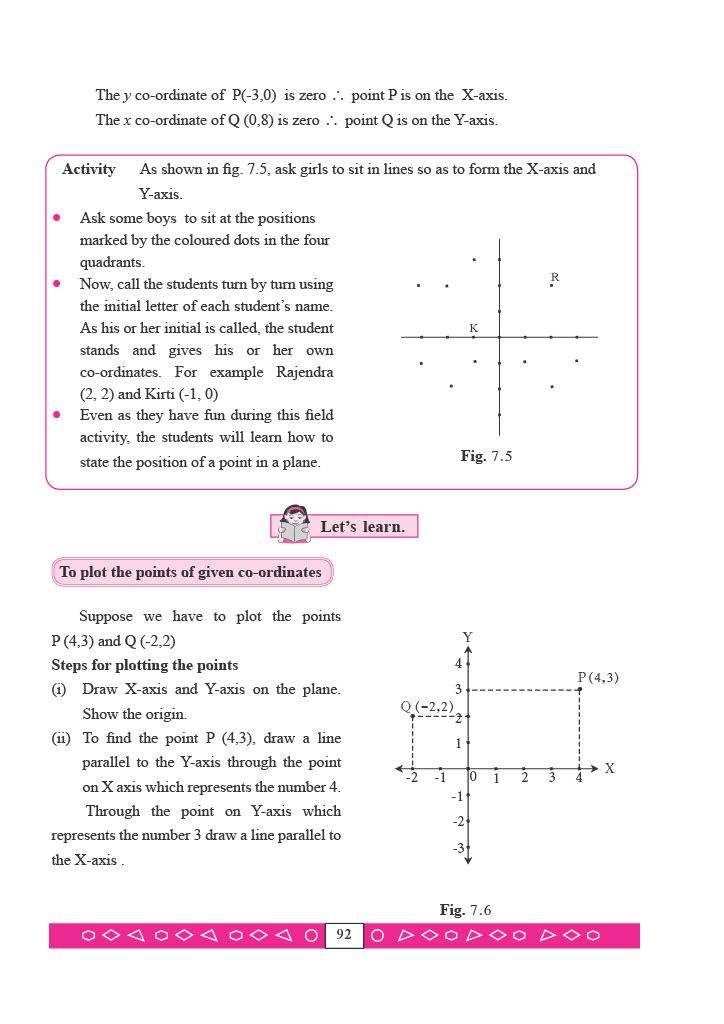 The y co-ordinate of P(-3,0) is zero ∴ point P is on the X-axis.
The x co-ordinate of Q (0,8) is zero ∴ point Q is on the Y-axis.
Activity As shown in fig. 7.5, ask girls to sit in lines so as to form the X-axis and
Y-axis.
• Ask some boys to sit at the positions
marked by the coloured dots in the four
quadrants.
• Now, call the students turn by turn using
the initial letter of each student's name.
As his or her initial is called, the student
stands and gives his or her own
co-ordinates. For example Rajendra
(2, 2) and Kirti (-1, 0)
• Even as they have fun during this field
activity, the students will learn how to
state the position of a point in a plane.
R
K
Fig. 7.5
Let's learn.
To plot the points of given co-ordinates
Suppose we have to plot the points
P (4,3) and Q (-2,2)
Steps for plotting the points
(i) Draw X-axis and Y-axis on the plane.
Show the origin.
(ii) To find the point P (4,3), draw a line
parallel to the Y-axis through the point
on X axis which represents the number 4.
Through the point on Y-axis which
represents the number 3 draw a line parallel to
the X-axis .
Y
4
P(4,3)
3
Q(-2,2)
2
1
X
-2 -1 0 1 2 3 4
-1
-2
-3
Fig. 7.6
92